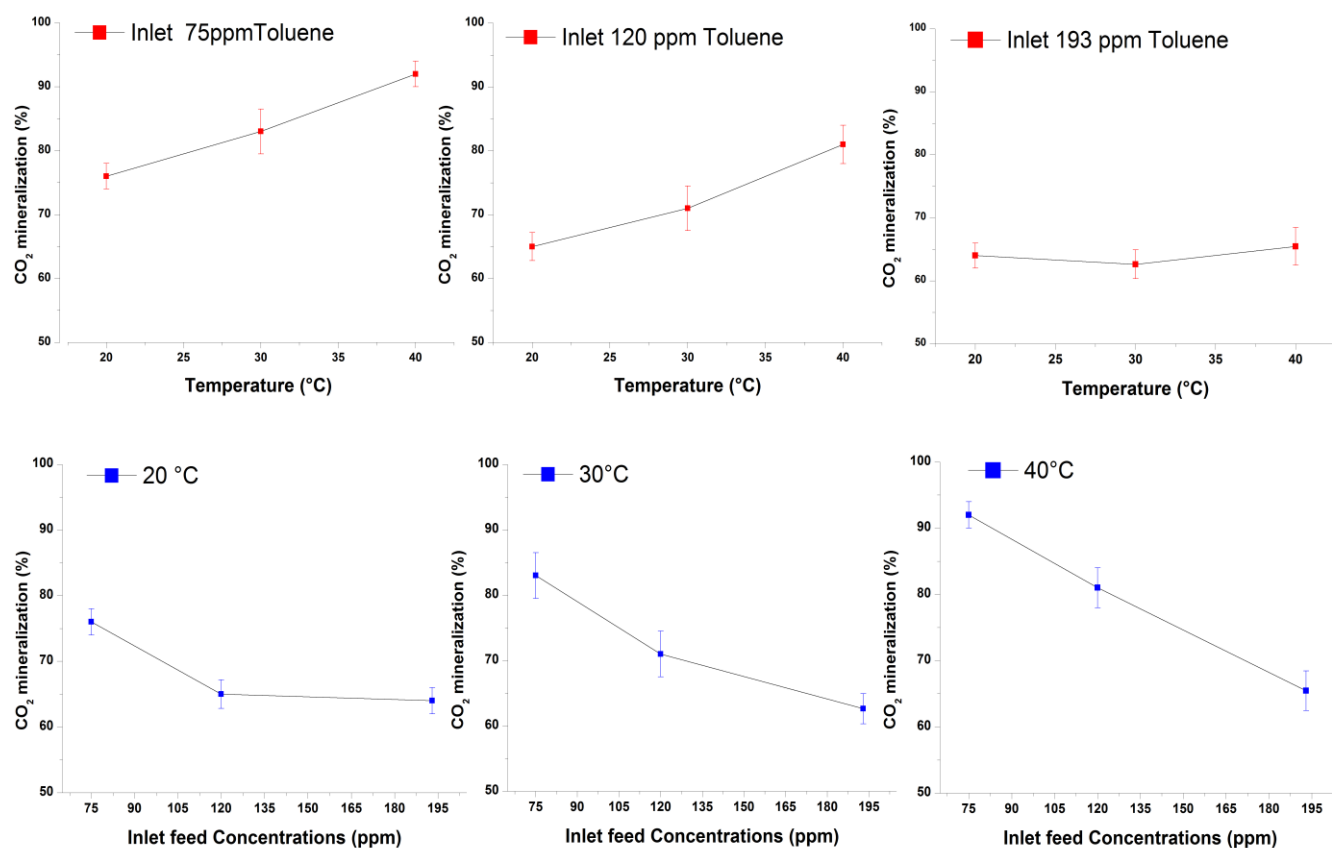 Inlet 75ppmToluene
CO2 mineralization (%)
100
90
80
70
60
50
20 25 30 35 40
Temperature (°C)
Inlet 120 ppm Toluene
CO2 mineralization (%)
100
90
80
70
60
50
20 25 30 35 40
Temperature (°C)
Inlet 193 ppm Toluene
CO2 mineralization (%)
100
90
80
70
60
50
20 25 30 35 40
Temperature (°C)
20 °C
CO2 mineralization (%)
100
90
80
70
60
50
75 90 105 120 135 150 165 180 195
Inlet feed Concentrations (ppm)
30°C
CO2 mineralization (%)
100
90
80
70
60
50
75 90 105 120 135 150 165 180 195
Inlet feed Concentrations (ppm)
40°C
CO2 mineralization (%)
100
90
80
70
60
50
75 90 105 120 135 150 165 180 195
Inlet feed Concentrations (ppm)